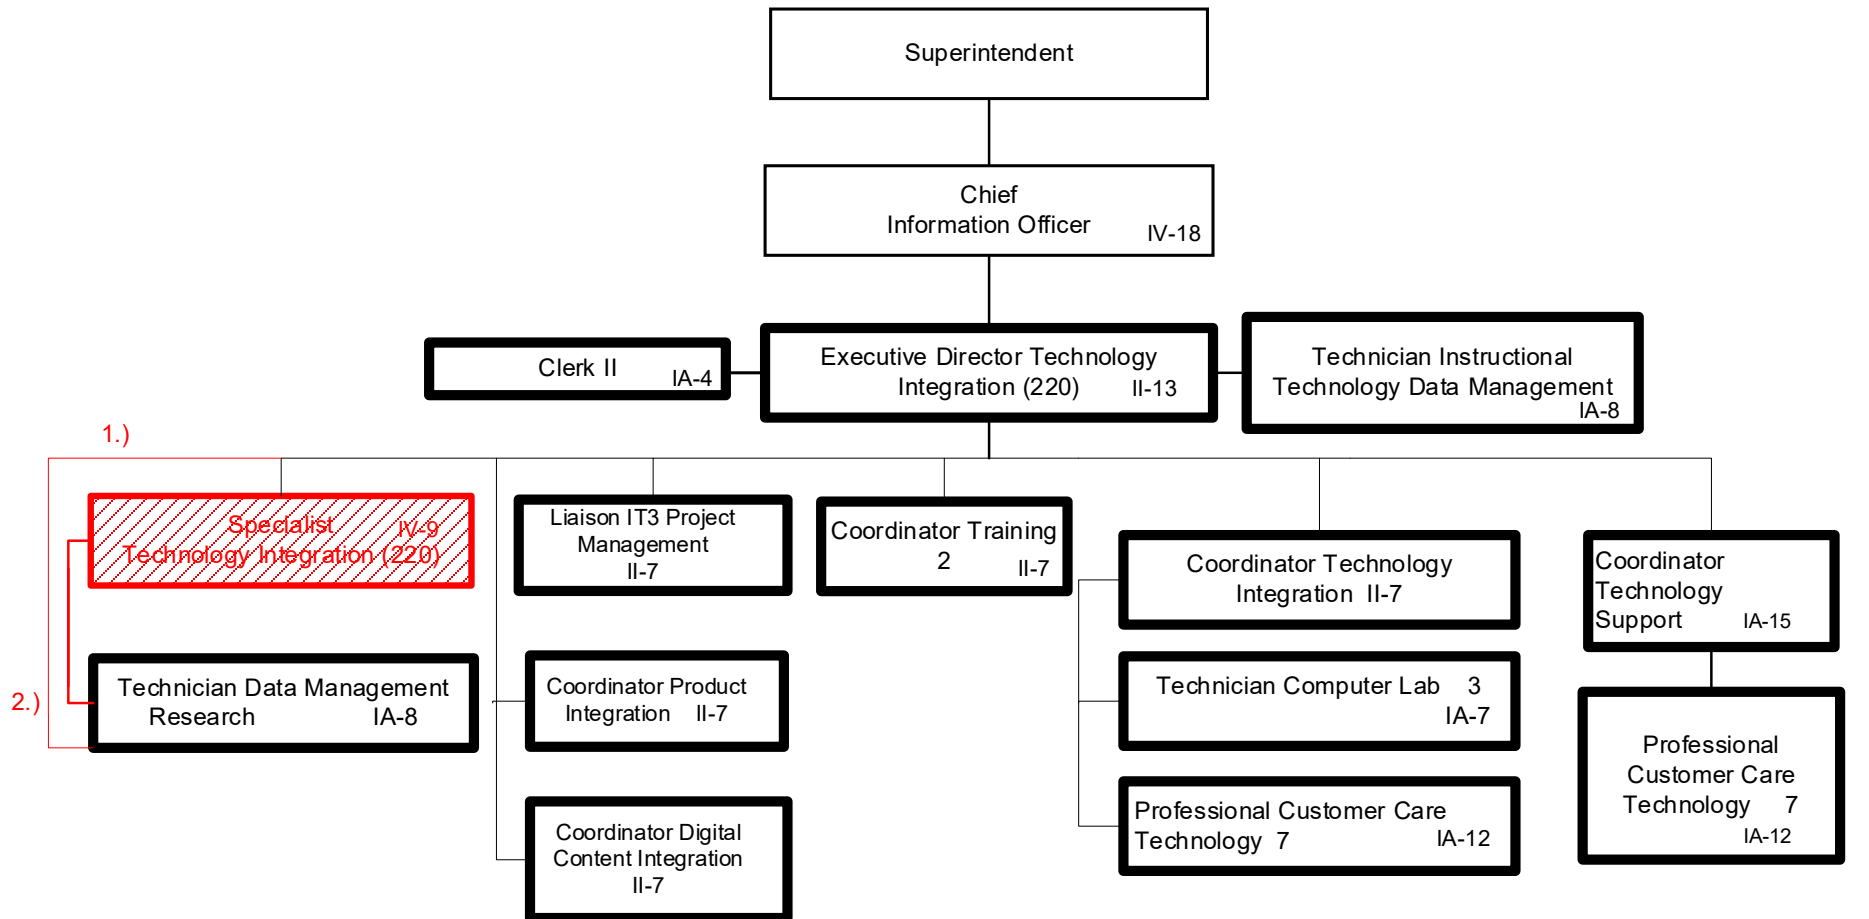 Superintendent
Chief
Information Officer
IV-18
Clerk II
IA-4
Executive Director Technology
Integration (220) II-13
Technician Instructional
Technology Data Management
IA-8
1.)
Specialist IV-9
Technology Integration (220)
Liaison IT3 Project
Management
II-7
Coordinator Training
2 II-7
Coordinator Technology
Integration II-7
Coordinator
Technology
Support IA-15
2.)
Technician Data Management
Research IA-8
Coordinator Product
Integration II-7
Technician Computer Lab 3
IA-7
Professional
Customer Care
Technology 7
IA-12
Coordinator Digital
Content Integration
II-7
Professional Customer Care
Technology 7 IA-12